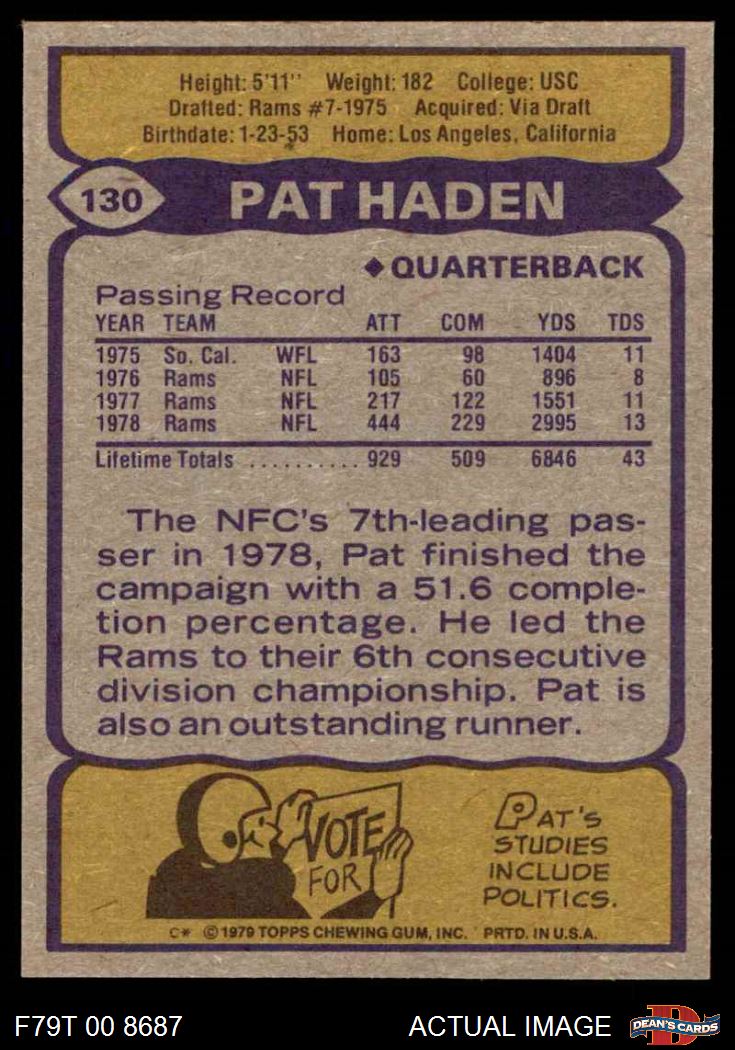 Height: 5'11" Weight: 182 College: USC
Drafted: Rams #7-1975 Acquired: Via Draft
Birthdate: 1-23-53 Home: Los Angeles, California
130 PAT HADEN
◆ QUARTERBACK
Passing Record
YEAR TEAM ATT COM YDS TDS
1975 So. Cal. WFL 163 98 1404 11
1976 Rams NFL 105 60 896 8
1977 Rams NFL 217 122 1551 11
1978 Rams NFL 444 229 2995 13
Lifetime Totals .......... 929 509 6846 43
The NFC's 7th-leading pas-
ser in 1978, Pat finished the
campaign with a 51.6 comple-
tion percentage. He led the
Rams to their 6th consecutive
division championship. Pat is
also an outstanding runner.
VOTE
FOR
PAT'S
STUDIES
INCLUDE
POLITICS.
C* © 1979 TOPPS CHEWING GUM, INC. PRTD. IN U.S.A.
F79T 00 8687 ACTUAL IMAGE D DEAN'S CARDS